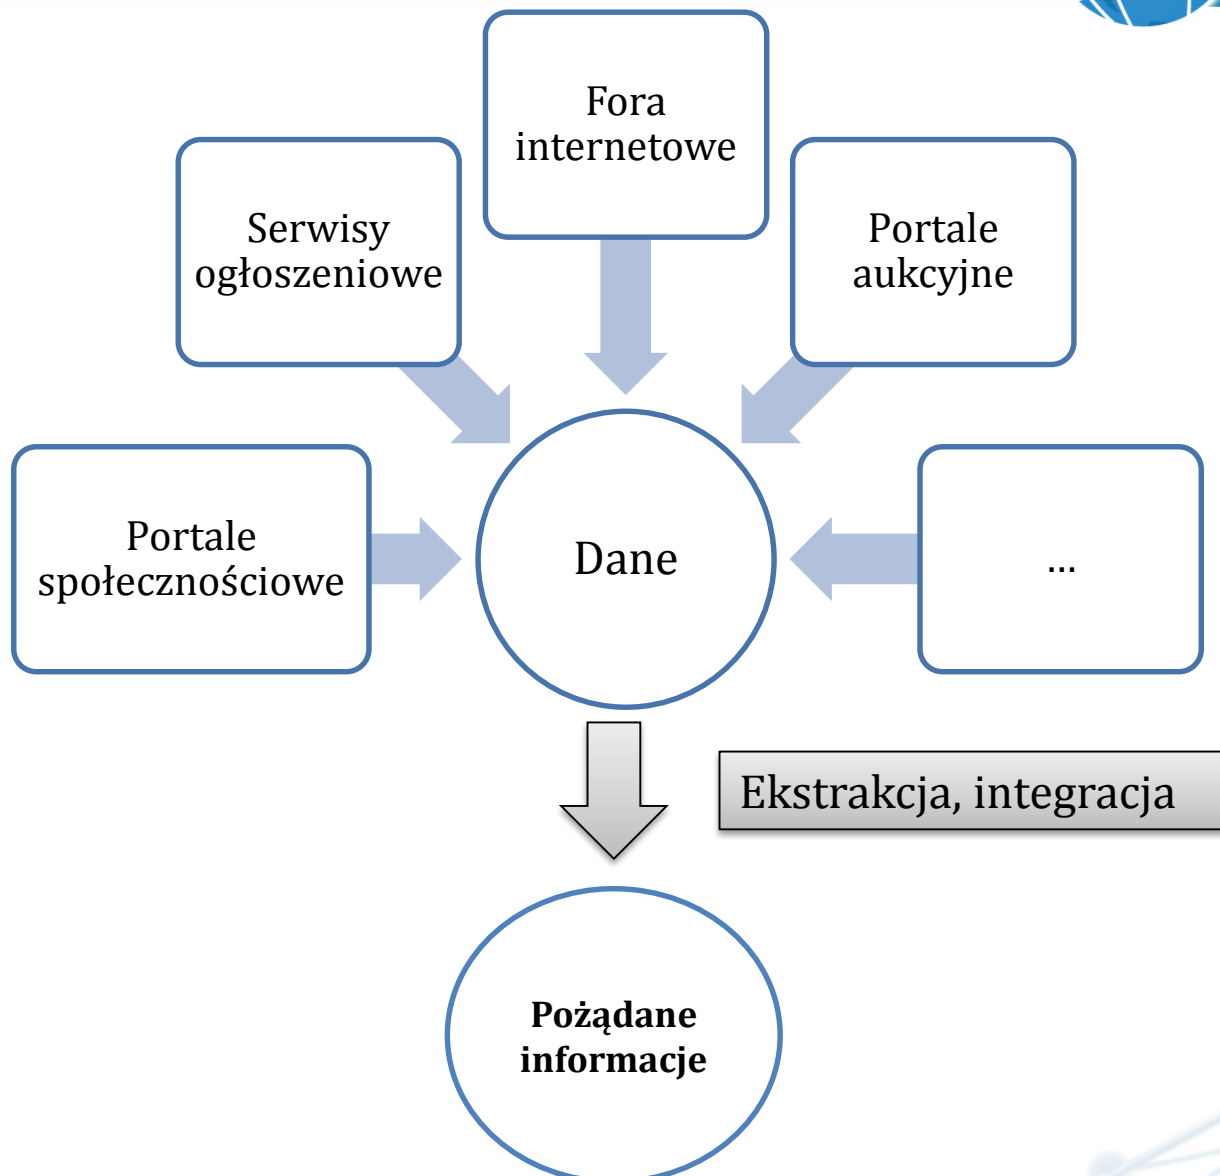 Fora
internetowe
Serwisy
ogłoszeniowe
Portale
aukcyjne
Portale
społecznościowe
Dane
...
Ekstrakcja, integracja
Pożądane
informacje